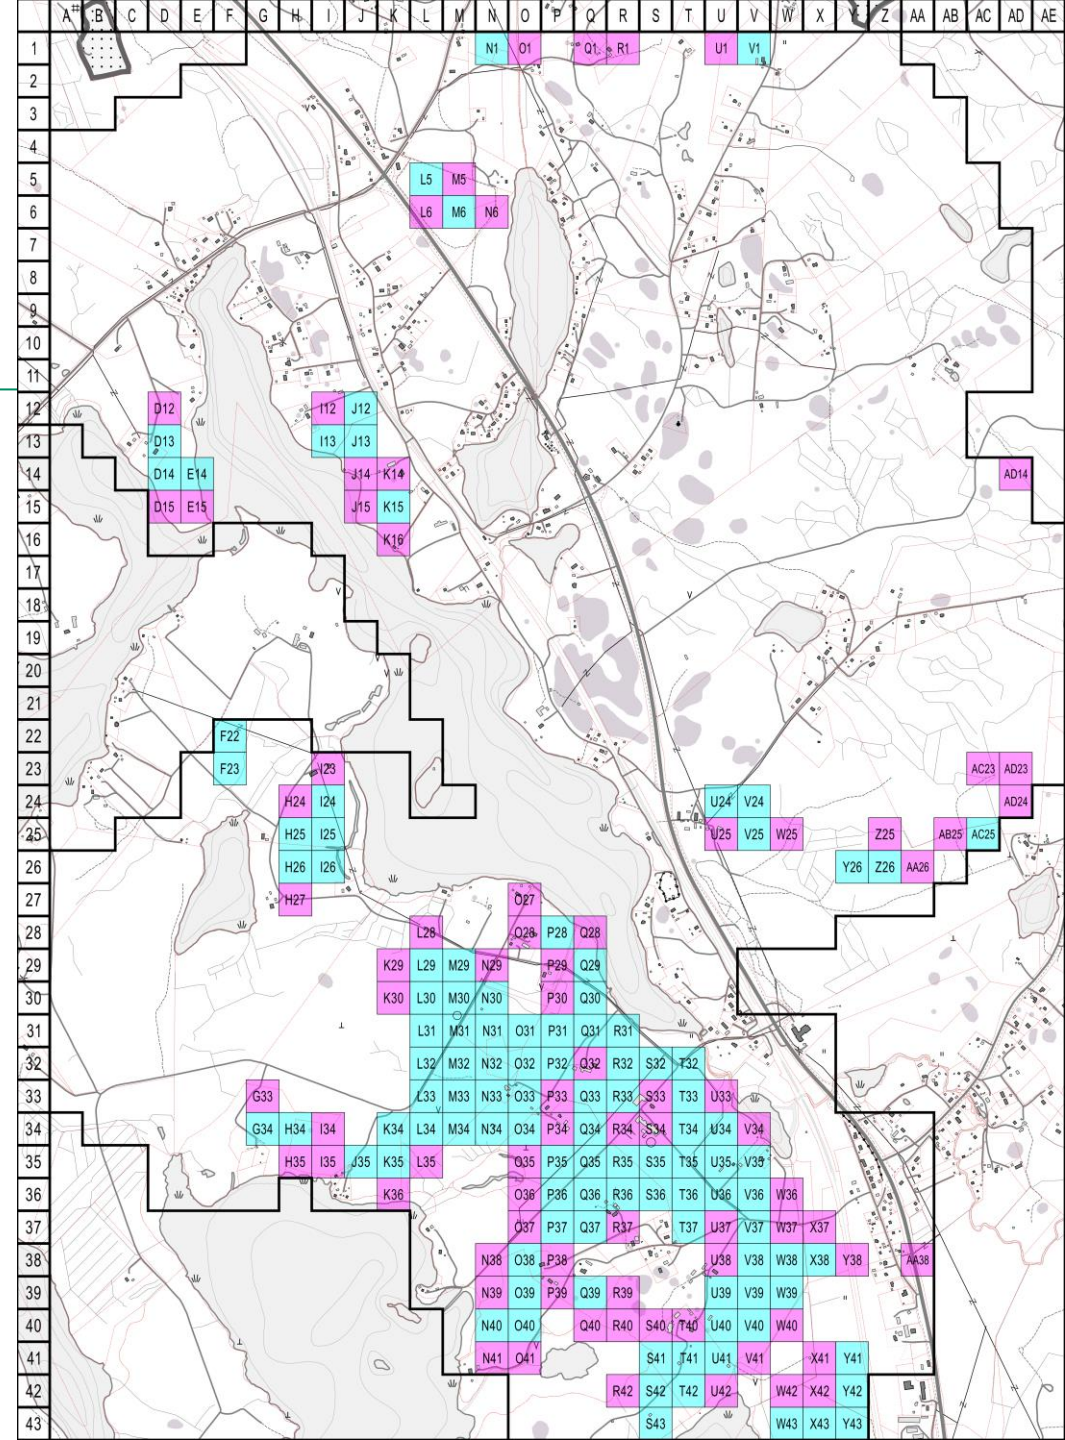 A B C D E F G H I J K L M N O P Q R S T U V W X Y Z AA AB AC AD AE
1 N1 O1 Q1 R1 U1 V1
2
3
4
5 L5 M5
6 L6 M6 N6
7
8
9
10
11
12 D12 I12 J12
13 D13 I13 J13
14 D14 E14 J14 K14 AD14
15 D15 E15 J15 K15
16 K16
17
18
19
20
21
22 F22
23 F23 I23 AC23 AD23
24 H24 I24 U24 V24 AD24
25 H25 I25 U25 V25 W25 Z25 AB25 AC25
26 H26 I26 Y26 Z26 AA26
27 H27 O27
28 L28 O28 P28 Q28
29 K29 L29 M29 N29 P29 Q29
30 K30 L30 M30 N30 P30 Q30
31 L31 M31 N31 O31 P31 Q31 R31
32 L32 M32 N32 O32 P32 Q32 R32 S32 T32
33 G33 L33 M33 N33 O33 P33 Q33 R33 S33 T33 U33
34 G34 H34 I34 K34 L34 M34 N34 O34 P34 Q34 R34 S34 T34 U34 V34
35 H35 I35 J35 K35 L35 O35 P35 Q35 R35 S35 T35 U35 V35
36 K36 O36 P36 Q36 R36 S36 T36 U36 V36 W36
37 O37 P37 Q37 R37 T37 U37 V37 W37 X37
38 N38 O38 P38 U38 V38 W38 X38 Y38 AA38
39 N39 O39 P39 Q39 R39 U39 V39 W39
40 N40 O40 Q40 R40 S40 T40 U40 V40 W40
41 N41 O41 S41 T41 U41 V41 X41 Y41
42 R42 S42 T42 U42 W42 X42 Y42
43 S43 W43 X43 Y43